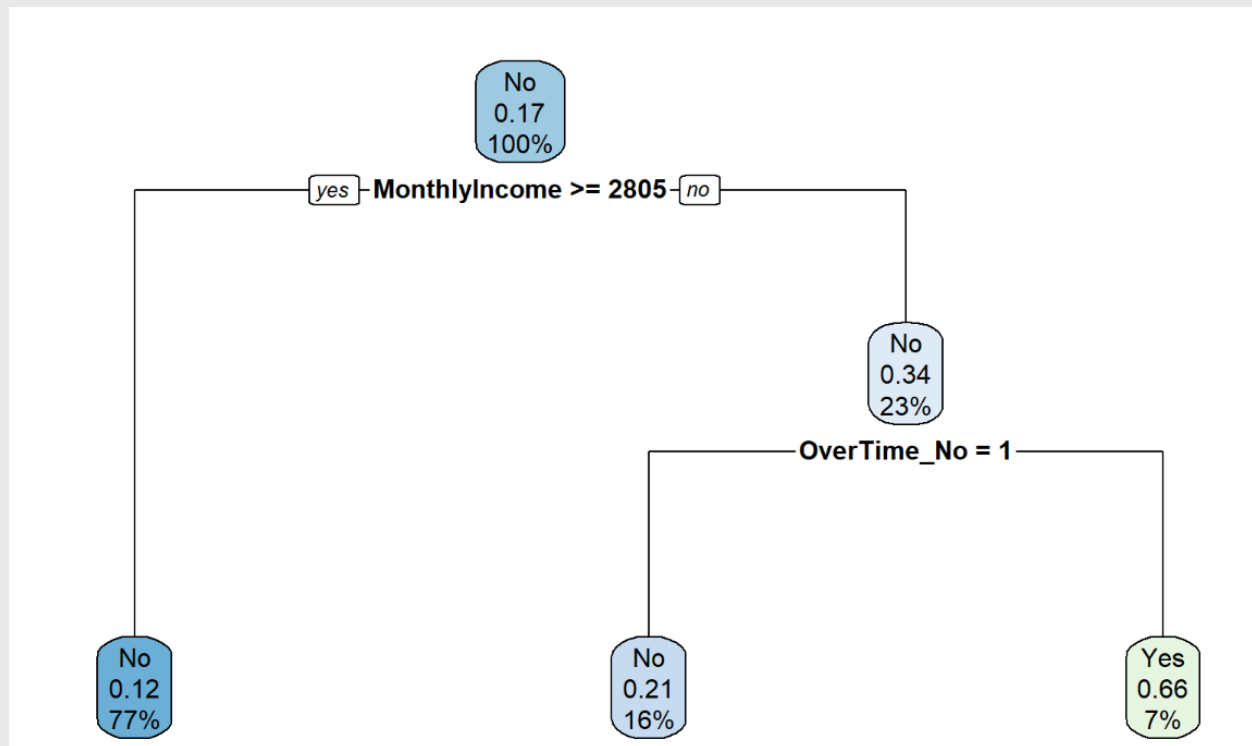 No
0.17
100%
yes MonthlyIncome >= 2805 no
No
0.34
23%
OverTime_No = 1
No
0.12
77%
No
0.21
16%
Yes
0.66
7%